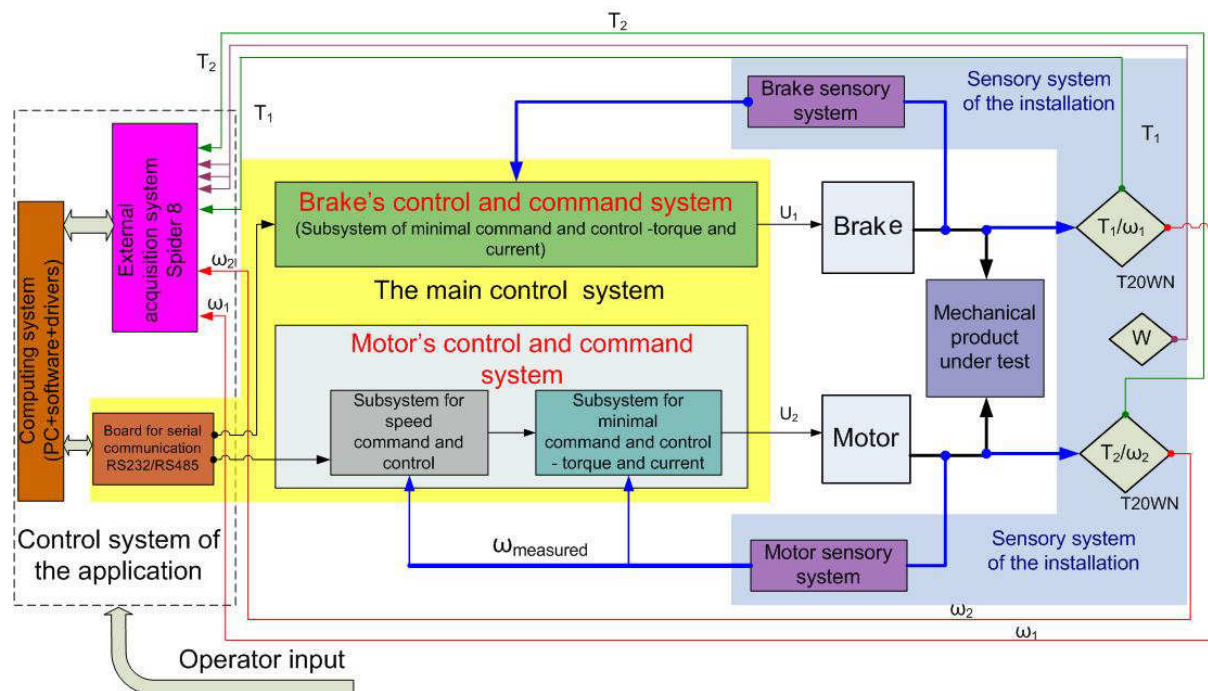 T2
T2
T1
Brake sensory
system
Sensory system
of the installation
T1
External
acquisition system
Spider 8
Computing system
(PC+software+drivers)
Brake's control and command system
(Subsystem of minimal command and control -torque and
current)
U1
Brake
T1/ω1
T20WN
ω2
ω1
The main control system
Mechanical
product
under test
W
Motor's control and command
system
Board for serial
communication
RS232/RS485
Subsystem for
speed
command and
control
Subsystem for
minimal
command and control
- torque and current
U2
Motor
T2/ω2
T20WN
Control system of
the application
ωmeasured
Motor sensory
system
Sensory system
of the installation
ω2
ω1
Operator input